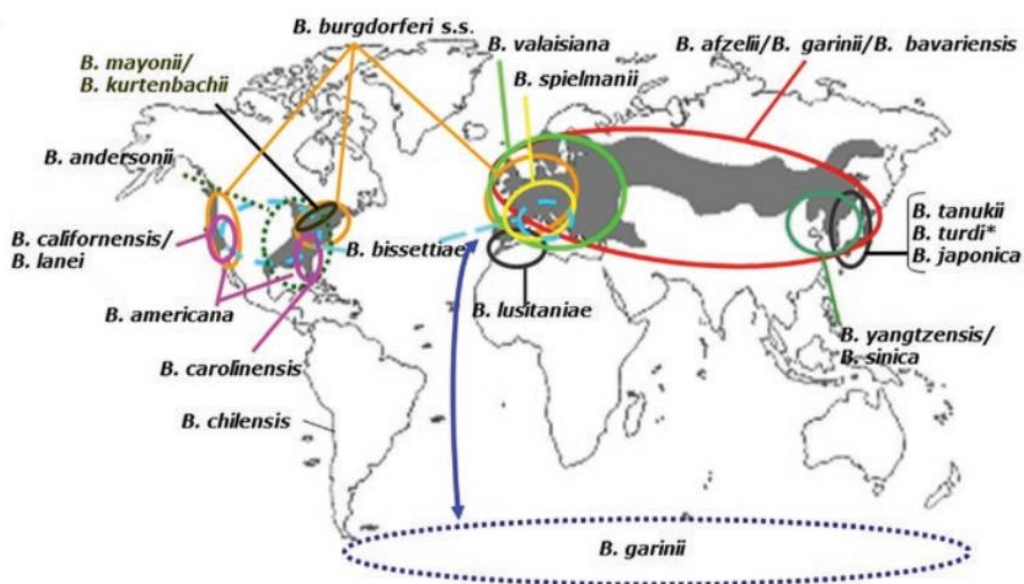 B. burgdorferi s.s.
B. valaisiana
B. afzelii/B. garinii/B. bavariensis
B. mayonii/
B. kurtenbachii
B. spielmanii
B. andersonii
B. californensis/
B. lanei
B. bissettiae
B. tanukii
B. turdi*
B. japonica
B. americana
B. lusitaniae
B. yangtzensis/
B. sinica
B. carolinensis
B. chilensis
B. garinii